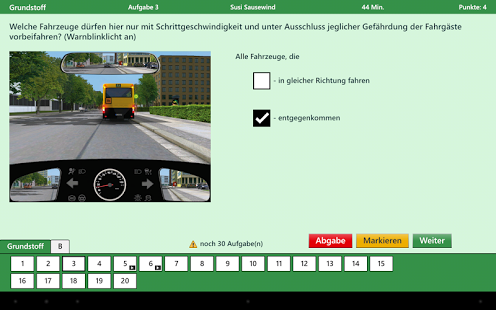 Grundstoff Aufgabe 3 Susi Sausewind 44 Min. Punkte: 4
Welche Fahrzeuge dürfen hier nur mit Schrittgeschwindigkeit und unter Ausschluss jeglicher Gefährdung der Fahrgäste
vorbeifahren? (Warnblinklicht an)
Alle Fahrzeuge, die
- in gleicher Richtung fahren
- entgegenkommen
Grundstoff B
noch 30 Aufgabe(n)
Abgabe Markieren Weiter
1 2 3 4 5 6 7 8 9 10 11 12 13 14 15
16 17 18 19 20